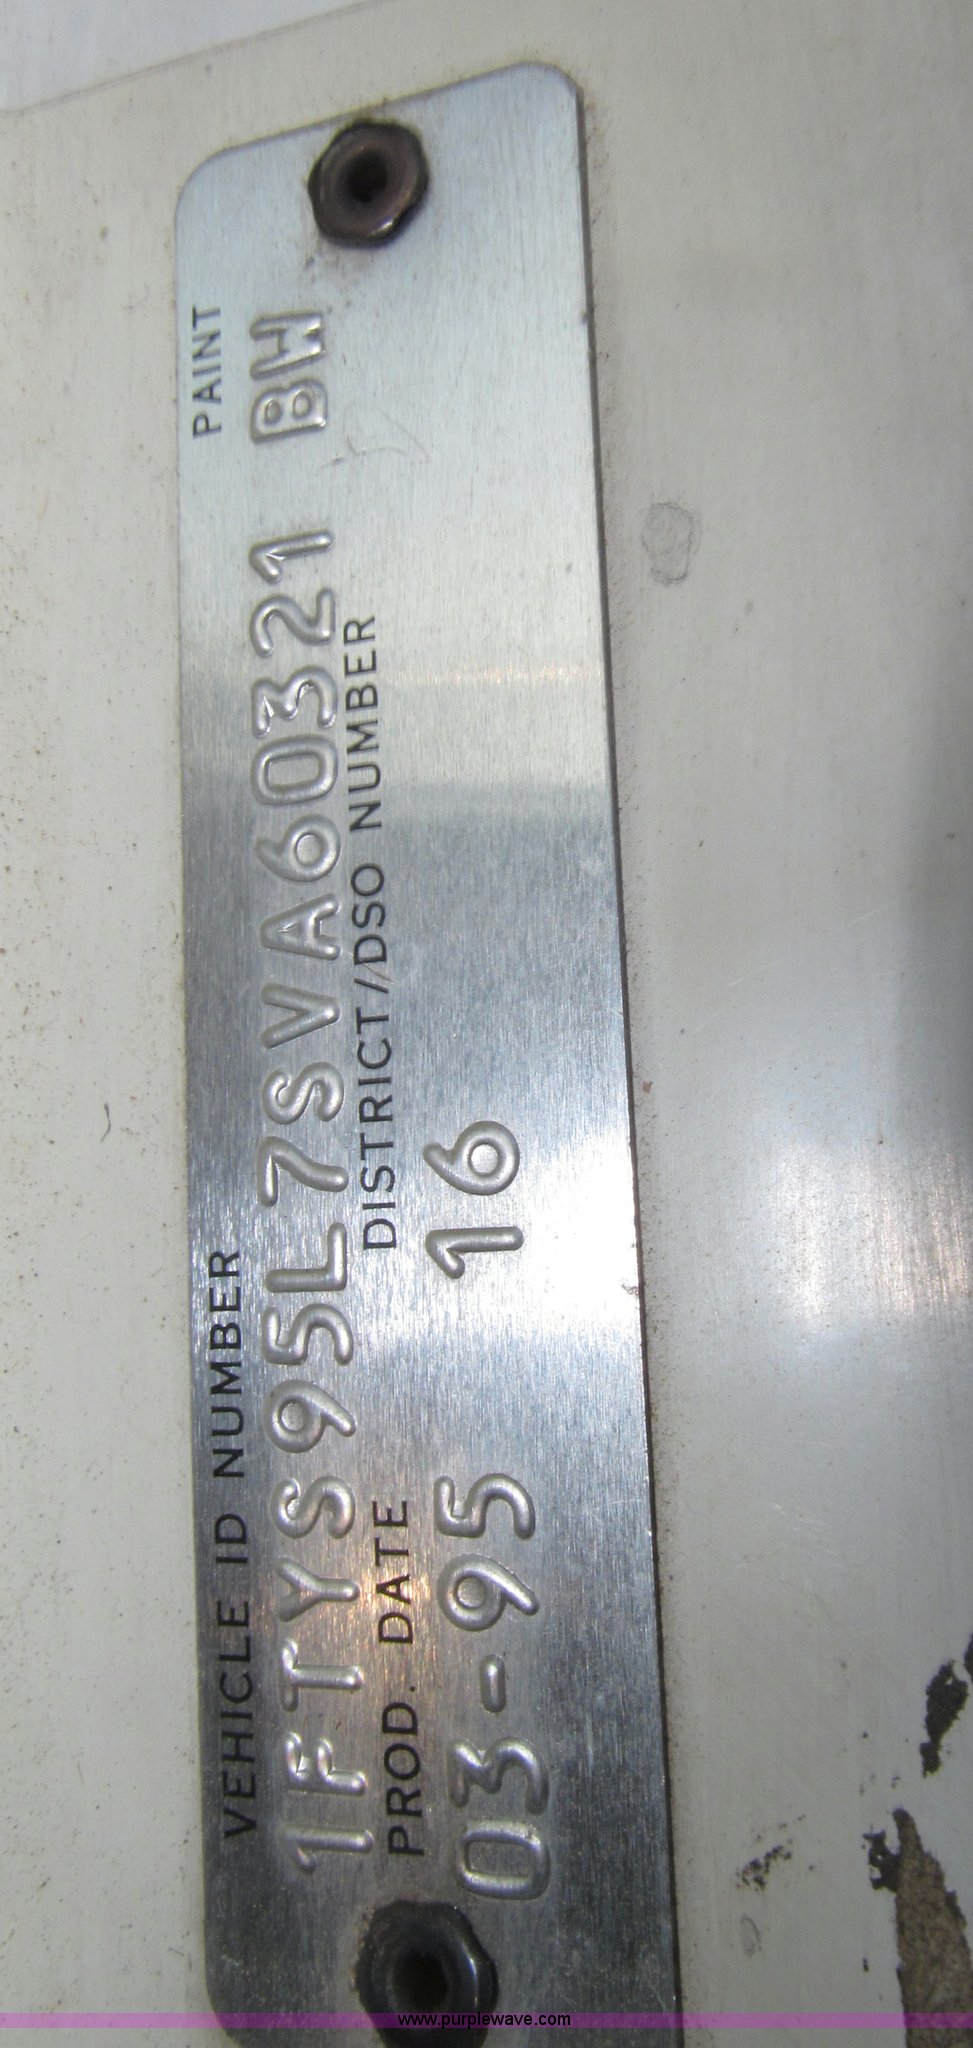 VEHICLE ID NUMBER PAINT
1FTYS95L7SVA60321 BW
PROD. DATE DISTRICT/DSO NUMBER
03-95 16
www.purplewave.com